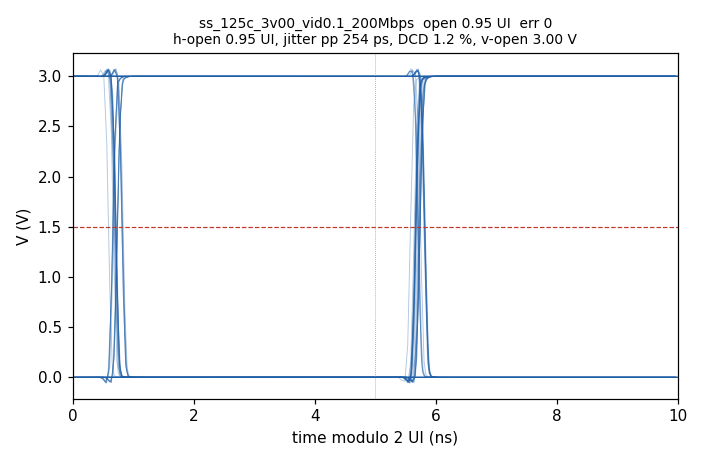 ss_125c_3v00_vid0.1_200Mbps  open 0.95 UI  err 0
h-open 0.95 UI, jitter pp 254 ps, DCD 1.2 %, v-open 3.00 V
3.0
2.5
2.0
1.5
1.0
0.5
0.0
V (V)
0 2 4 6 8 10
time modulo 2 UI (ns)